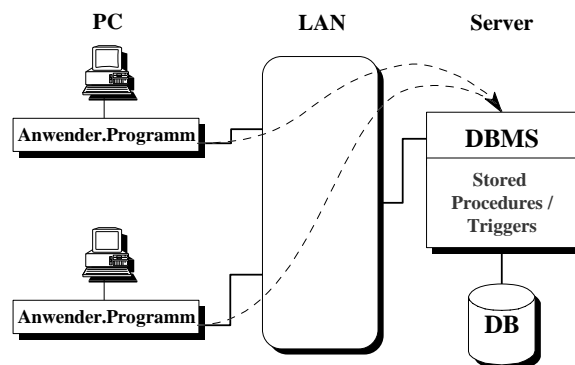 PC
LAN
Server
Anwender.Programm
DBMS
Stored
Procedures /
Triggers
Anwender.Programm
DB